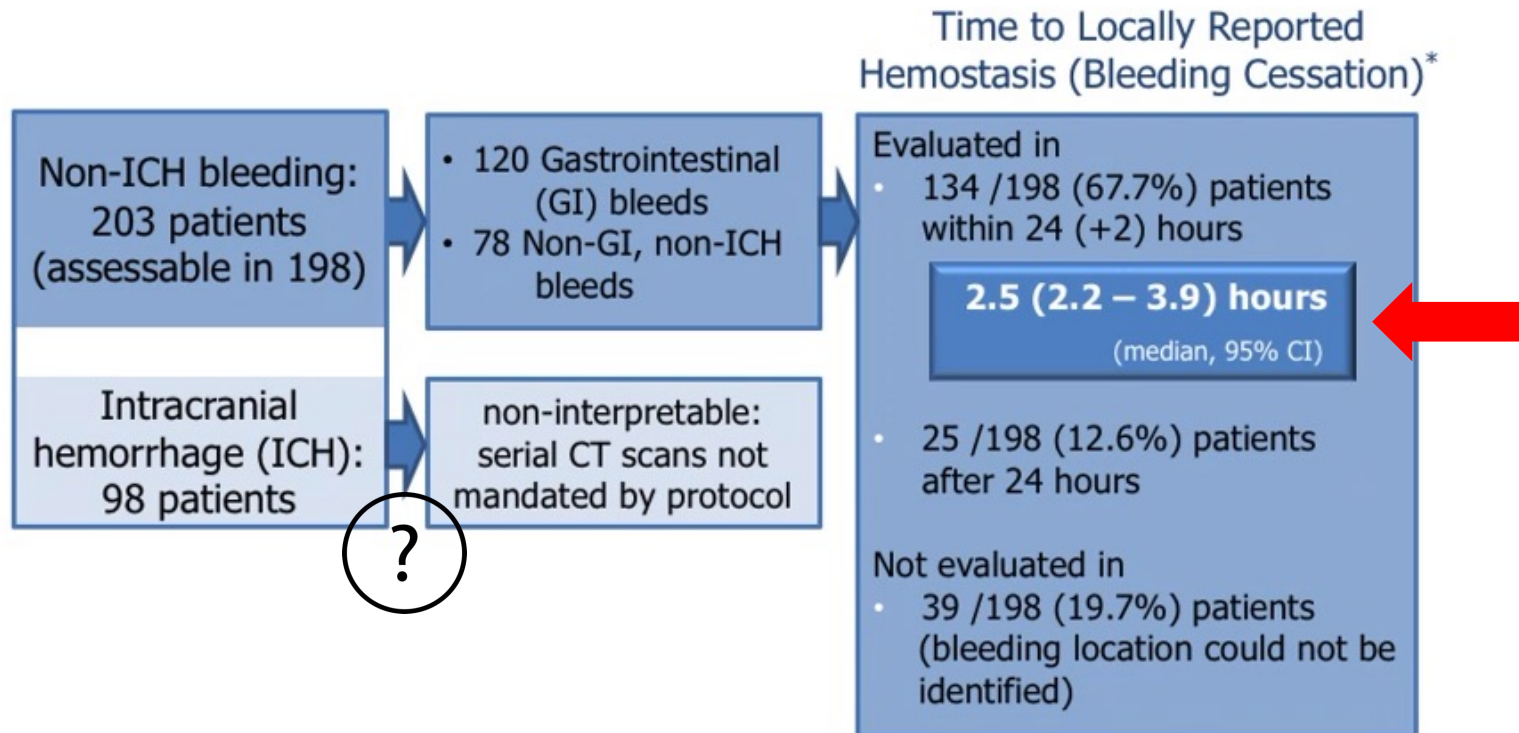 Time to Locally Reported
Hemostasis (Bleeding Cessation)*
Non-ICH bleeding:
203 patients
(assessable in 198)
• 120 Gastrointestinal
(GI) bleeds
• 78 Non-GI, non-ICH
bleeds
Evaluated in
• 134 /198 (67.7%) patients
within 24 (+2) hours
2.5 (2.2 – 3.9) hours
(median, 95% CI)
• 25 /198 (12.6%) patients
after 24 hours
Not evaluated in
• 39 /198 (19.7%) patients
(bleeding location could not be
identified)
Intracranial
hemorrhage (ICH):
98 patients
non-interpretable:
serial CT scans not
mandated by protocol
?